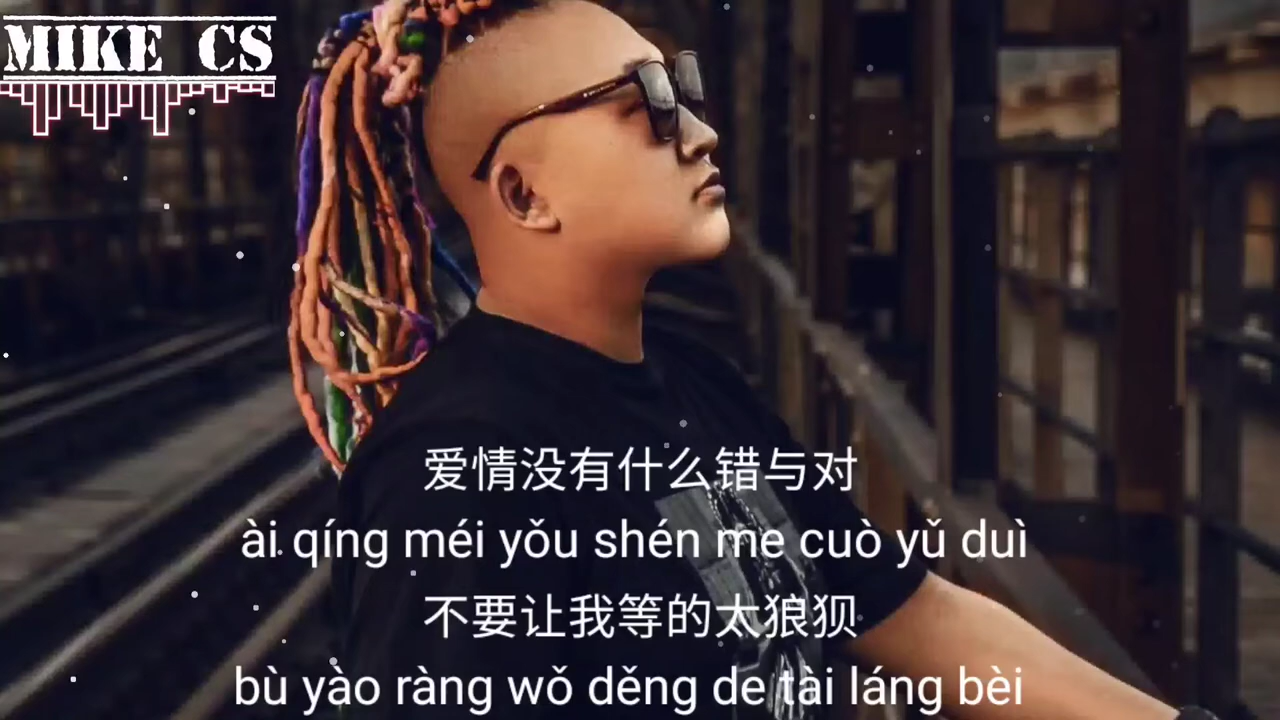 MIKE CS
爱情没有什么错与对
ài qíng méi yǒu shén me cuò yǔ duì
不要让我等的太狼狈
bù yào ràng wǒ děng de tài láng bèi